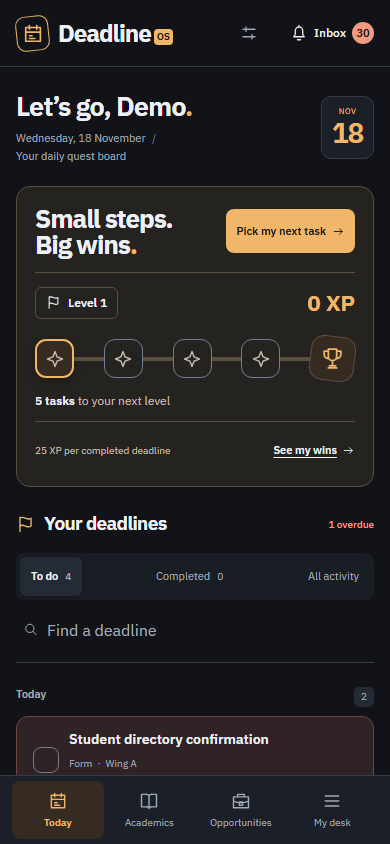 Deadline OS
Inbox 30
Let’s go, Demo.
Wednesday, 18 November /
Your daily quest board
NOV
18
Small steps.
Big wins.
Pick my next task →
Level 1
0 XP
5 tasks to your next level
25 XP per completed deadline
See my wins →
Your deadlines
1 overdue
To do 4
Completed 0
All activity
Find a deadline
Today
2
Student directory confirmation
Form · Wing A
Today
Academics
Opportunities
My desk